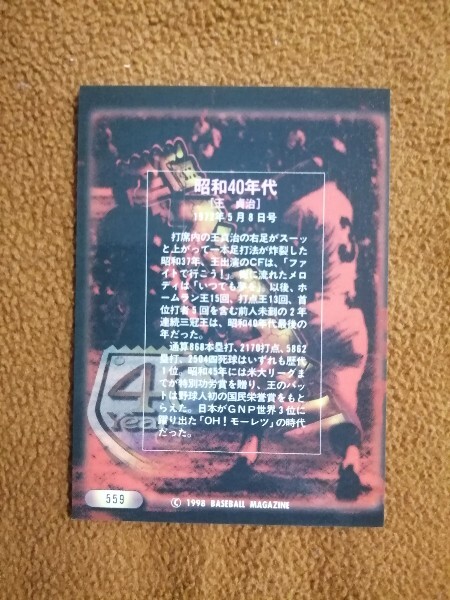 昭和40年代
［王　貞治］
1972年5月8日号
打席内の王貞治の右足がスーッ
と上がって一本足打法が炸裂した
昭和37年、王出演のCFは、「ファ
イトで行こう！」。街に流れたメロ
ディは「いつでも夢を」。以後、ホ
ームラン王15回、打点王13回、首
位打者5回を含む前人未到の2年
連続三冠王は、昭和40年代最後の
年だった。
通算868本塁打、2170打点、5862
塁打、2504四死球はいずれも歴代
1位。昭和45年には米大リーグま
でが特別功労賞を贈り、王のバッ
トは野球人初の国民栄誉賞をもと
らえた。日本がGNP世界3位に
躍り出た「OH！モーレツ」の時代
だった。
4
Yea
559
© 1998 BASEBALL MAGAZINE